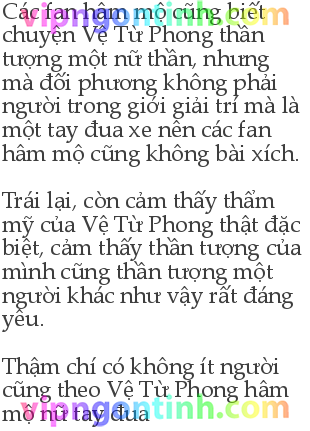 Các fan hâm mộ cũng biết
chuyện Vệ Từ Phong thần
tượng một nữ thần, nhưng
mà đối phương không phải
người trong giới giải trí mà là
một tay đua xe nên các fan
hâm mộ cũng không bài xích.
Trái lại, còn cảm thấy thẩm
mỹ của Vệ Từ Phong thật đặc
biệt, cảm thấy thần tượng của
mình cũng thần tượng một
người khác như vậy rất đáng
yêu.
Thậm chí có không ít người
cũng theo Vệ Từ Phong hâm
mộ nữ tay đua
vipngontinh.com
vipngontinh.com